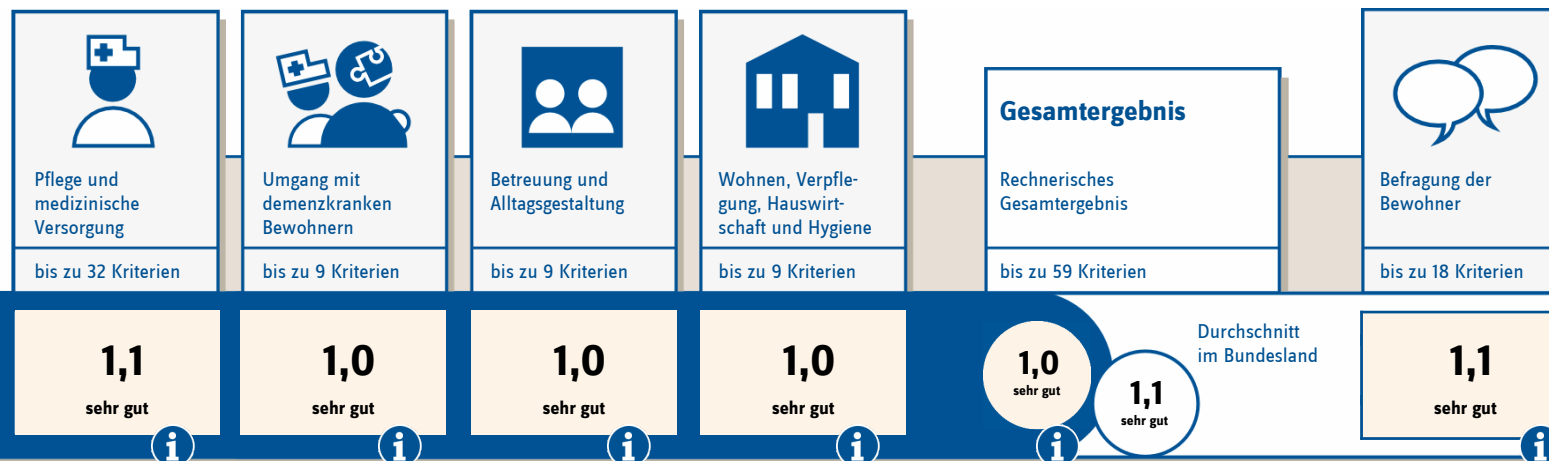 Pflege und
medizinische
Versorgung
bis zu 32 Kriterien
1,1
sehr gut
i
Umgang mit
demenzkranken
Bewohnern
bis zu 9 Kriterien
1,0
sehr gut
i
Betreuung und
Alltagsgestaltung
bis zu 9 Kriterien
1,0
sehr gut
i
Wohnen, Verpfle-
gung, Hauswirt-
schaft und Hygiene
bis zu 9 Kriterien
1,0
sehr gut
i
Gesamtergebnis
Rechnerisches
Gesamtergebnis
bis zu 59 Kriterien
1,0
sehr gut
i
Durchschnitt
im Bundesland
1,1
sehr gut
Befragung der
Bewohner
bis zu 18 Kriterien
1,1
sehr gut
i